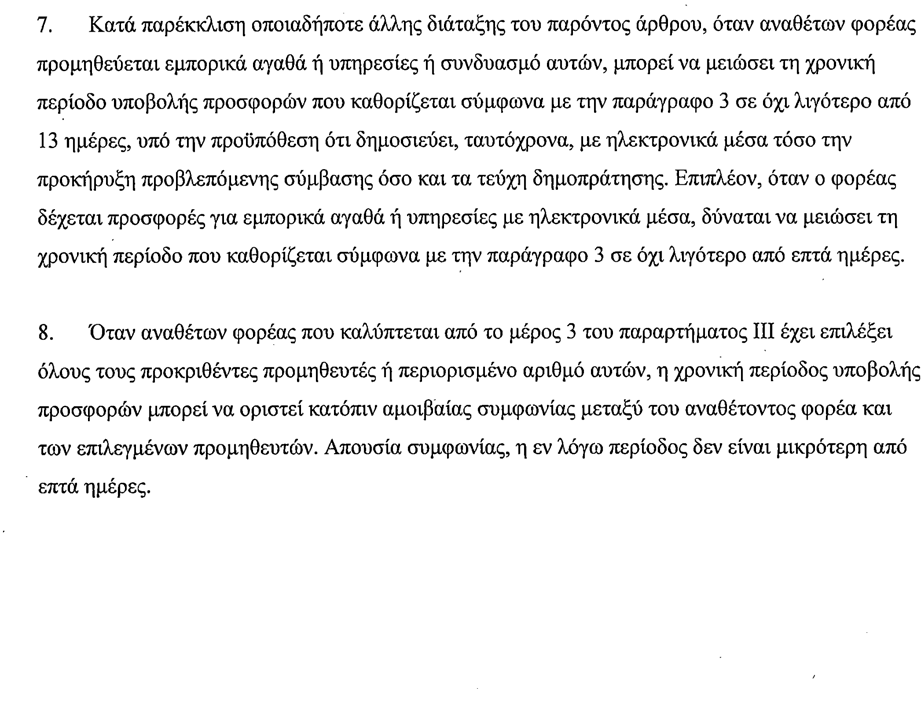 7. Κατά παρέκκλιση οποιαδήποτε άλλης διάταξης του παρόντος άρθρου, όταν αναθέτων φορέας
προμηθεύεται εμπορικά αγαθά ή υπηρεσίες ή συνδυασμό αυτών, μπορεί να μειώσει τη χρονική
περίοδο υποβολής προσφορών που καθορίζεται σύμφωνα με την παράγραφο 3 σε όχι λιγότερο από
13 ημέρες, υπό την προϋπόθεση ότι δημοσιεύει, ταυτόχρονα, με ηλεκτρονικά μέσα τόσο την
προκήρυξη προβλεπόμενης σύμβασης όσο και τα τεύχη δημοπράτησης. Επιπλέον, όταν ο φορέας
δέχεται προσφορές για εμπορικά αγαθά ή υπηρεσίες με ηλεκτρονικά μέσα, δύναται να μειώσει τη
χρονική περίοδο που καθορίζεται σύμφωνα με την παράγραφο 3 σε όχι λιγότερο από επτά ημέρες.
8. Όταν αναθέτων φορέας που καλύπτεται από το μέρος 3 του παραρτήματος III έχει επιλέξει
όλους τους προκριθέντες προμηθευτές ή περιορισμένο αριθμό αυτών, η χρονική περίοδος υποβολής
προσφορών μπορεί να οριστεί κατόπιν αμοιβαίας συμφωνίας μεταξύ του αναθέτοντος φορέα και
των επιλεγμένων προμηθευτών. Απουσία συμφωνίας, η εν λόγω περίοδος δεν είναι μικρότερη από
επτά ημέρες.